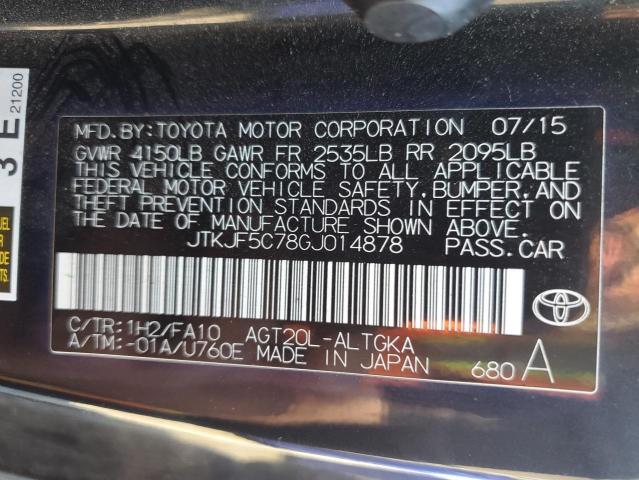 3 E
21200
MFD.BY:TOYOTA MOTOR CORPORATION 07/15
GVWR 4150LB GAWR FR 2535LB RR 2095LB
THIS VEHICLE CONFORMS TO ALL APPLICABLE
FEDERAL MOTOR VEHICLE SAFETY,BUMPER,AND
THEFT PREVENTION STANDARDS IN EFFECT ON
THE DATE OF MANUFACTURE SHOWN ABOVE.
JTKJF5C78GJ014878 PASS.CAR
C/TR:1H2/FA10 AGT20L-ALTGKA
A/TM:-01A/U760E MADE IN JAPAN 680 A